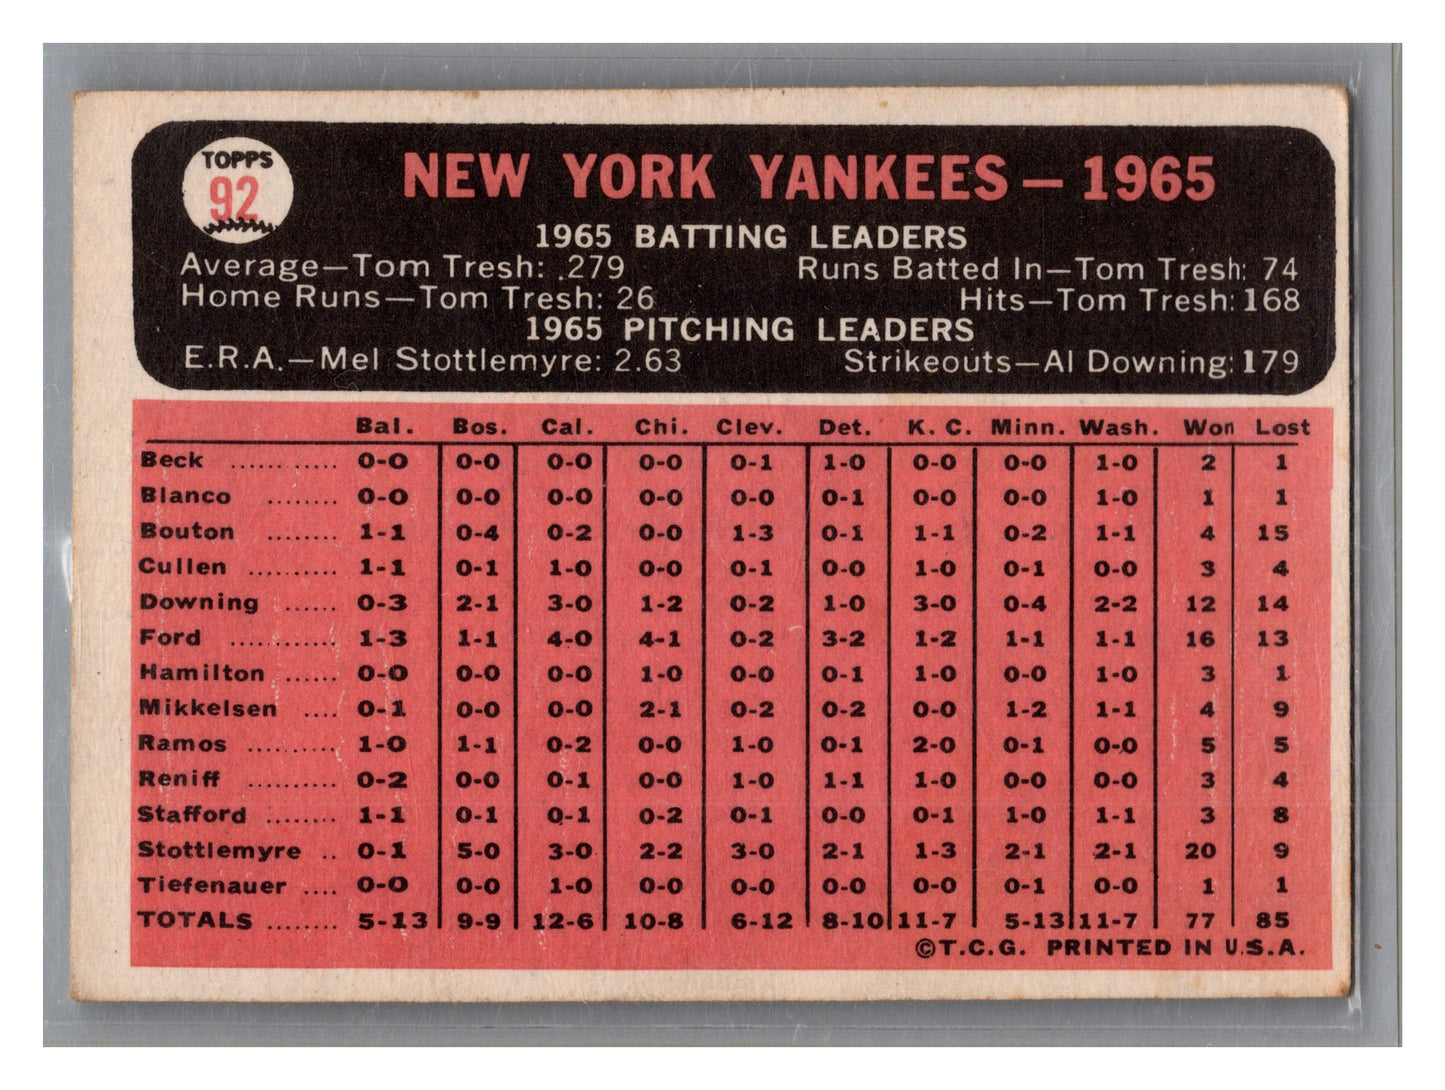 TOPPS
92
NEW YORK YANKEES — 1965
1965 BATTING LEADERS
Average—Tom Tresh: .279 Runs Batted In—Tom Tresh: 74
Home Runs—Tom Tresh: 26 Hits—Tom Tresh: 168
1965 PITCHING LEADERS
E.R.A.—Mel Stottlemyre: 2.63 Strikeouts—Al Downing: 179
Bal. Bos. Cal. Chi. Clev. Det. K. C. Minn. Wash. Won Lost
Beck ........... 0-0 0-0 0-0 0-0 0-1 1-0 0-0 0-0 1-0 2 1
Blanco ........ 0-0 0-0 0-0 0-0 0-0 0-1 0-0 0-0 1-0 1 1
Bouton ........ 1-1 0-4 0-2 0-0 1-3 0-1 1-1 0-2 1-1 4 15
Cullen .......... 1-1 0-1 1-0 0-0 0-1 0-0 1-0 0-1 0-0 3 4
Downing ...... 0-3 2-1 3-0 1-2 0-2 1-0 3-0 0-4 2-2 12 14
Ford ............ 1-3 1-1 4-0 4-1 0-2 3-2 1-2 1-1 1-1 16 13
Hamilton ...... 0-0 0-0 0-0 1-0 0-0 0-1 1-0 0-0 1-0 3 1
Mikkelsen .... 0-1 0-0 0-0 2-1 0-2 0-2 0-0 1-2 1-1 4 9
Ramos .......... 1-0 1-1 0-2 0-0 1-0 0-1 2-0 0-1 0-0 5 5
Reniff .......... 0-2 0-0 0-1 0-0 1-0 1-1 1-0 0-0 0-0 3 4
Stafford ........ 1-1 0-1 0-1 0-2 0-1 0-0 0-1 1-0 1-1 3 8
Stottlemyre .. 0-1 5-0 3-0 2-2 3-0 2-1 1-3 2-1 2-1 20 9
Tiefenauer .... 0-0 0-0 1-0 0-0 0-0 0-0 0-0 0-1 0-0 1 1
TOTALS ........ 5-13 9-9 12-6 10-8 6-12 8-10 11-7 5-13 11-7 77 85
©T.C.G. PRINTED IN U.S.A.